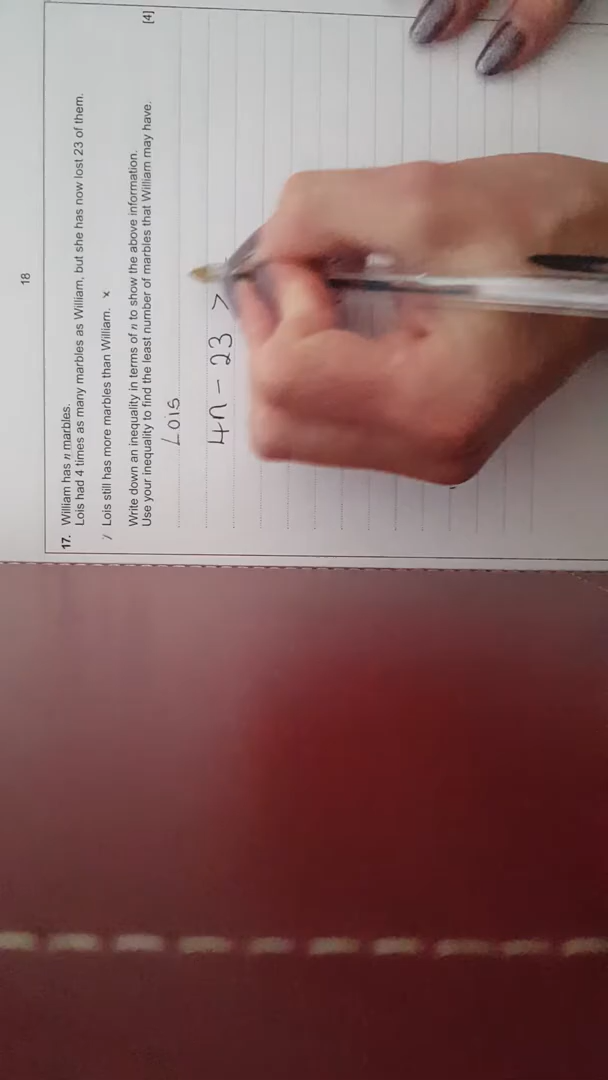 18
17. William has n marbles.
Lois had 4 times as many marbles as William, but she has now lost 23 of them.
Lois still has more marbles than William. x
Write down an inequality in terms of n to show the above information.
Use your inequality to find the least number of marbles that William may have.
[4]
Lois
4n - 23 >